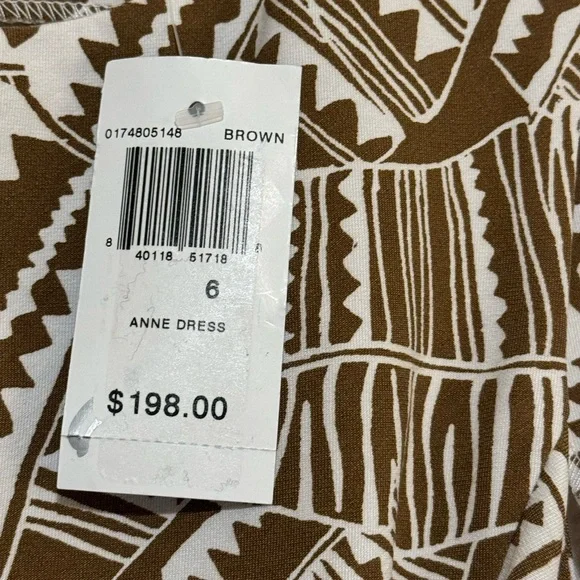 0174805148 BROWN
8 40118 51718
6
ANNE DRESS
$198.00